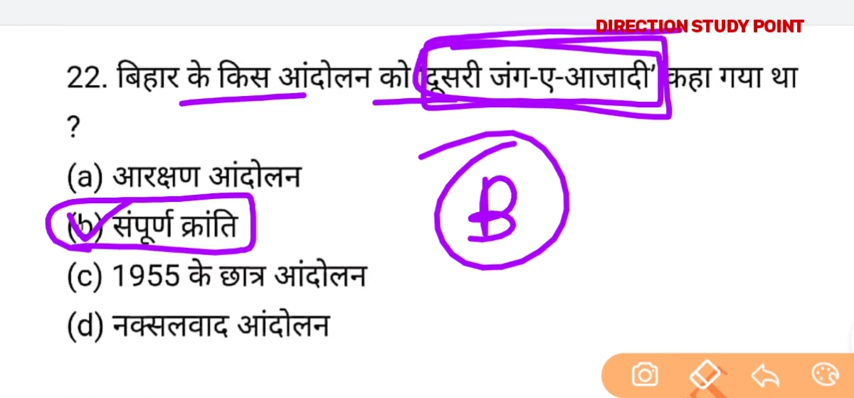 DIRECTION STUDY POINT
22. बिहार के किस आंदोलन को 'दूसरी जंग-ए-आजादी' कहा गया था
?
(a) आरक्षण आंदोलन
(b) संपूर्ण क्रांति
B
(c) 1955 के छात्र आंदोलन
(d) नक्सलवाद आंदोलन